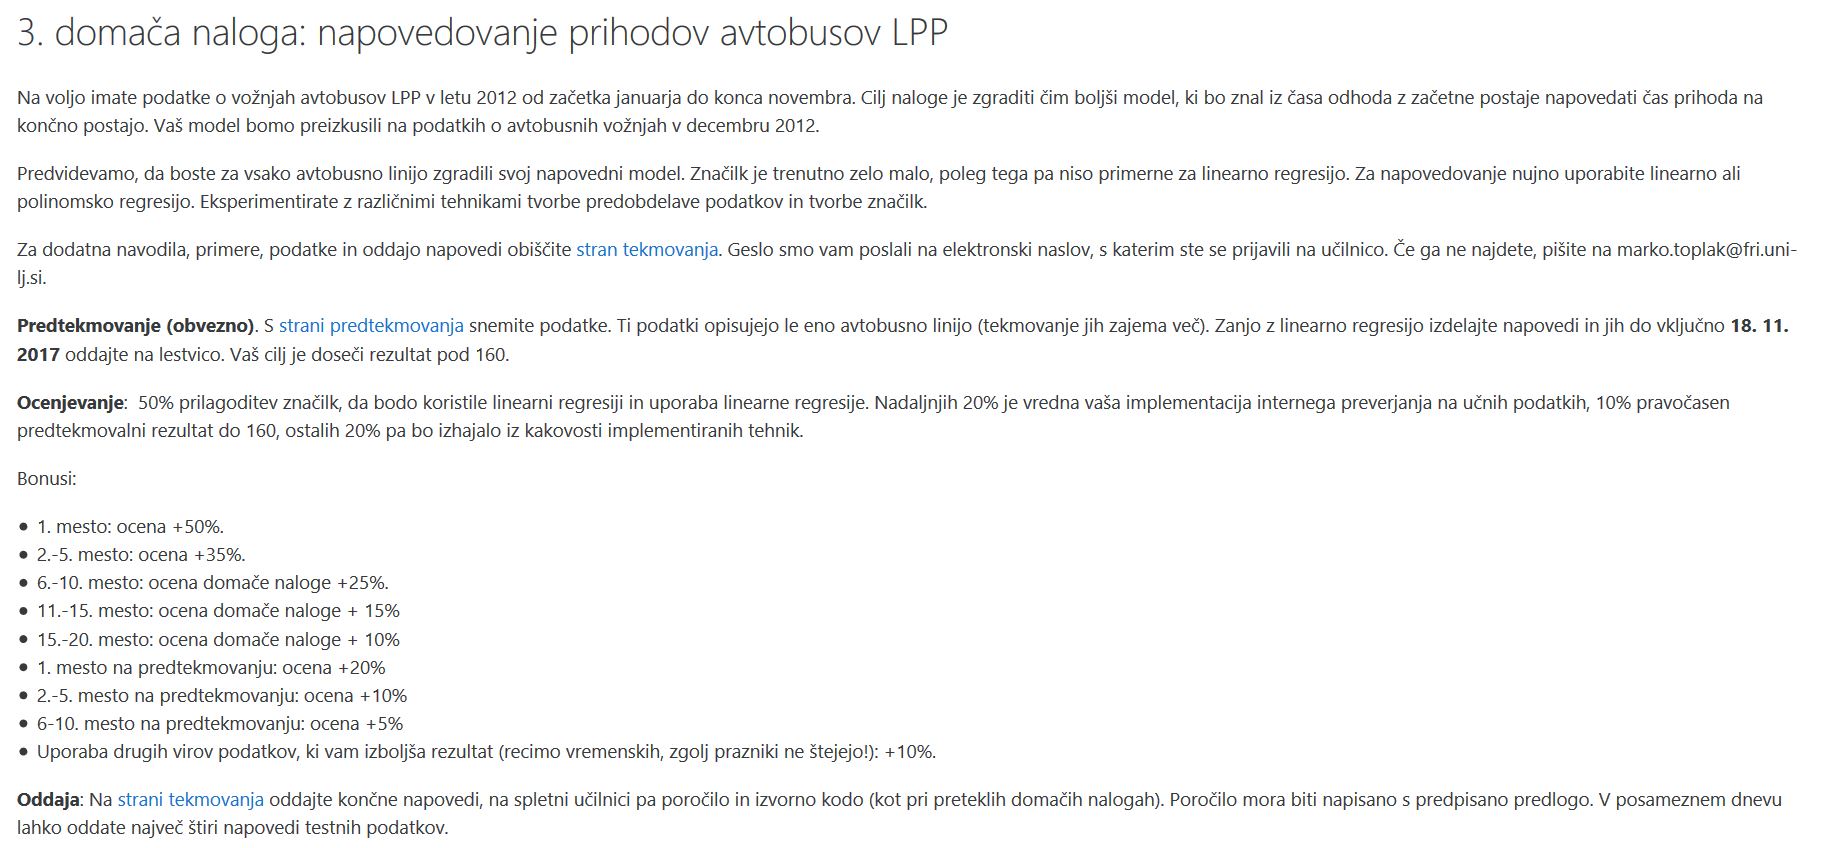 3. domača naloga: napovedovanje prihodov avtobusov LPP
Na voljo imate podatke o vožnjah avtobusov LPP v letu 2012 od začetka januarja do konca novembra. Cilj naloge je zgraditi čim boljši model, ki bo znal iz časa odhoda z začetne postaje napovedati čas prihoda na
končno postajo. Vaš model bomo preizkusili na podatkih o avtobusnih vožnjah v decembru 2012.
Predvidevamo, da boste za vsako avtobusno linijo zgradili svoj napovedni model. Značilk je trenutno zelo malo, poleg tega pa niso primerne za linearno regresijo. Za napovedovanje nujno uporabite linearno ali
polinomsko regresijo. Eksperimentirate z različnimi tehnikami tvorbe predobdelave podatkov in tvorbe značilk.
Za dodatna navodila, primere, podatke in oddajo napovedi obiščite stran tekmovanja. Geslo smo vam poslali na elektronski naslov, s katerim ste se prijavili na učilnico. Če ga ne najdete, pišite na marko.toplak@fri.uni-
lj.si.
Predtekmovanje (obvezno). S strani predtekmovanja snemite podatke. Ti podatki opisujejo le eno avtobusno linijo (tekmovanje jih zajema več). Zanjo z linearno regresijo izdelajte napovedi in jih do vključno 18. 11.
2017 oddajte na lestvico. Vaš cilj je doseči rezultat pod 160.
Ocenjevanje:  50% prilagoditev značilk, da bodo koristile linearni regresiji in uporaba linearne regresije. Nadaljnjih 20% je vredna vaša implementacija internega preverjanja na učnih podatkih, 10% pravočasen
predtekmovalni rezultat do 160, ostalih 20% pa bo izhajalo iz kakovosti implementiranih tehnik.
Bonusi:
● 1. mesto: ocena +50%.
● 2.-5. mesto: ocena +35%.
● 6.-10. mesto: ocena domače naloge +25%.
● 11.-15. mesto: ocena domače naloge + 15%
● 15.-20. mesto: ocena domače naloge + 10%
● 1. mesto na predtekmovanju: ocena +20%
● 2.-5. mesto na predtekmovanju: ocena +10%
● 6-10. mesto na predtekmovanju: ocena +5%
● Uporaba drugih virov podatkov, ki vam izboljša rezultat (recimo vremenskih, zgolj prazniki ne štejejo!): +10%.
Oddaja: Na strani tekmovanja oddajte končne napovedi, na spletni učilnici pa poročilo in izvorno kodo (kot pri preteklih domačih nalogah). Poročilo mora biti napisano s predpisano predlogo. V posameznem dnevu
lahko oddate največ štiri napovedi testnih podatkov.